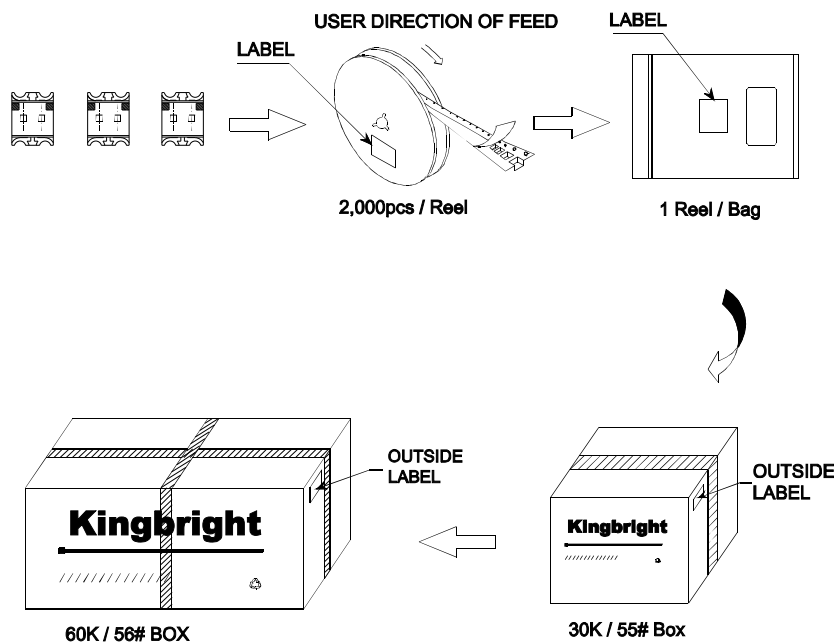 USER DIRECTION OF FEED
LABEL
LABEL
2,000pcs / Reel
1 Reel / Bag
OUTSIDE
LABEL
Kingbright
60K / 56# BOX
OUTSIDE
LABEL
Kingbright
30K / 55# Box